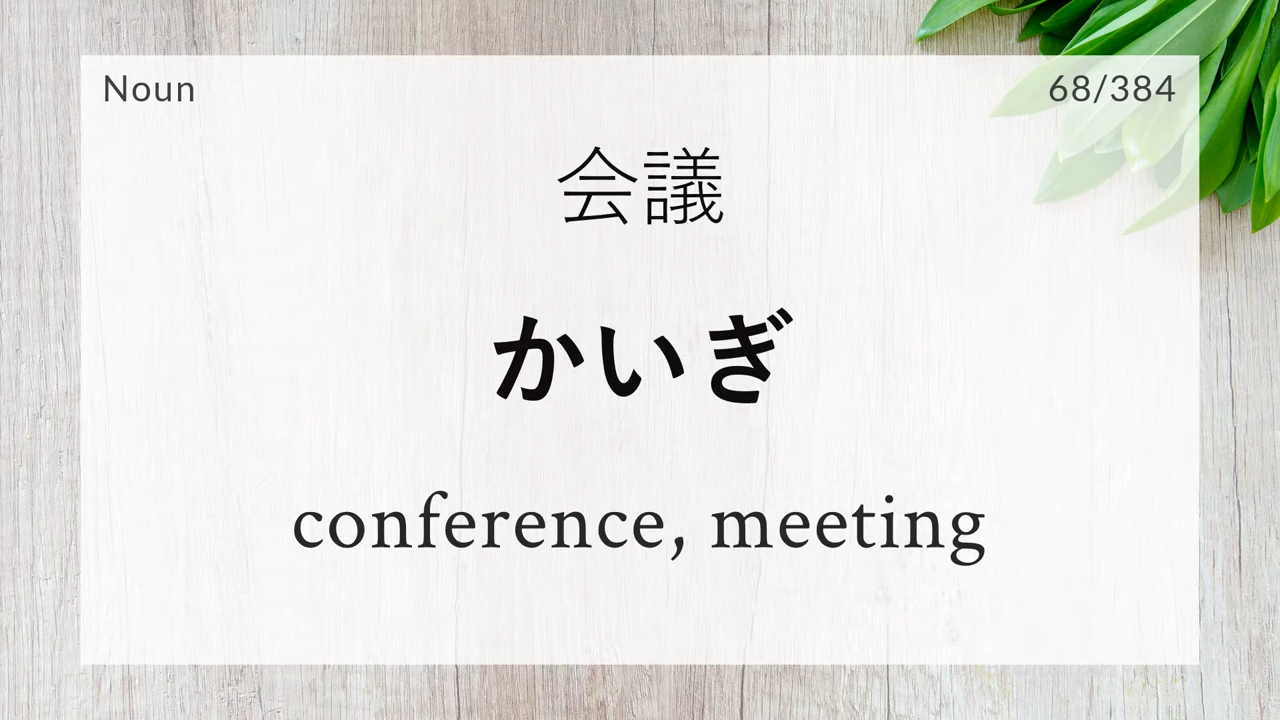 Noun
68/384
会議
かいぎ
conference, meeting